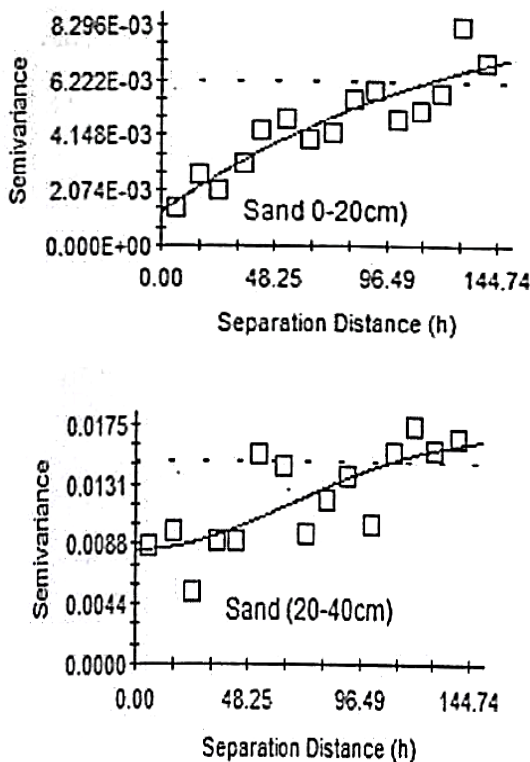 8.296E-03
6.222E-03
4.148E-03
2.074E-03
0.000E+00
Semivariance
Sand 0-20cm)
0.00 48.25 96.49 144.74
Separation Distance (h)
0.0175
0.0131
0.0088
0.0044
0.0000
Semivariance
Sand (20-40cm)
0.00 48.25 96.49 144.74
Separation Distance (h)